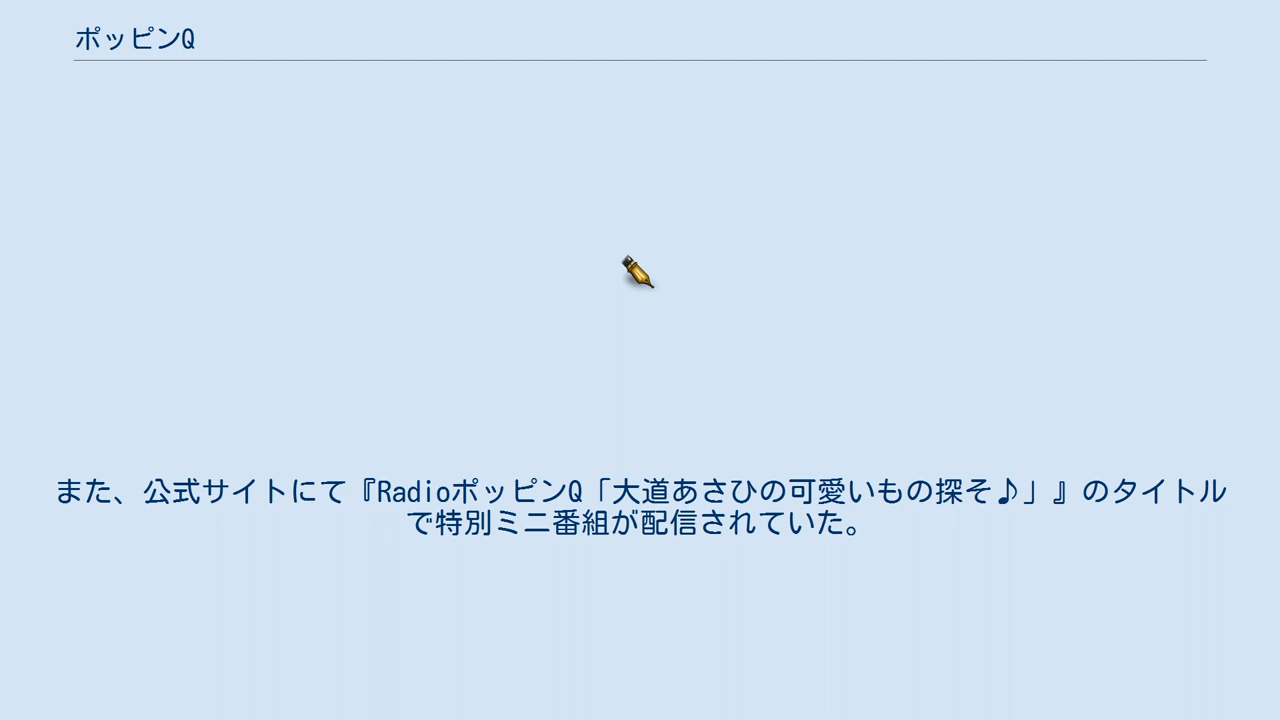 ポッピンQ
また、公式サイトにて『RadioポッピンQ「大道あさひの可愛いもの探そ♪」』のタイトル
で特別ミニ番組が配信されていた。